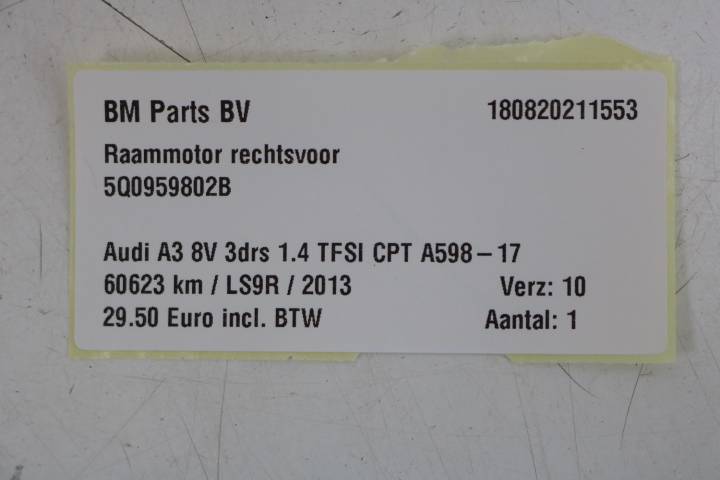 BM Parts BV 180820211553
Raammotor rechtsvoor
5Q0959802B
Audi A3 8V 3drs 1.4 TFSI CPT A598-17
60623 km / LS9R / 2013 Verz: 10
29.50 Euro incl. BTW Aantal: 1